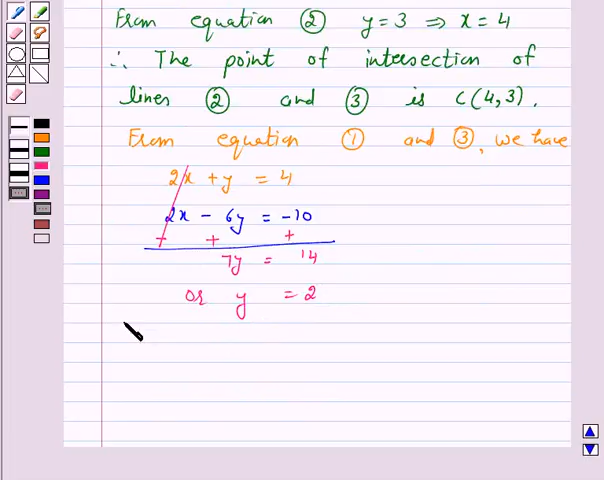 From equation ② y = 3 ⇒ x = 4
∴ The point of intersection of
lines ② and ③ is C(4,3).
From equation ① and ③, we have
2x + y = 4
2x - 6y = -10
- + +
7y = 14
or y = 2